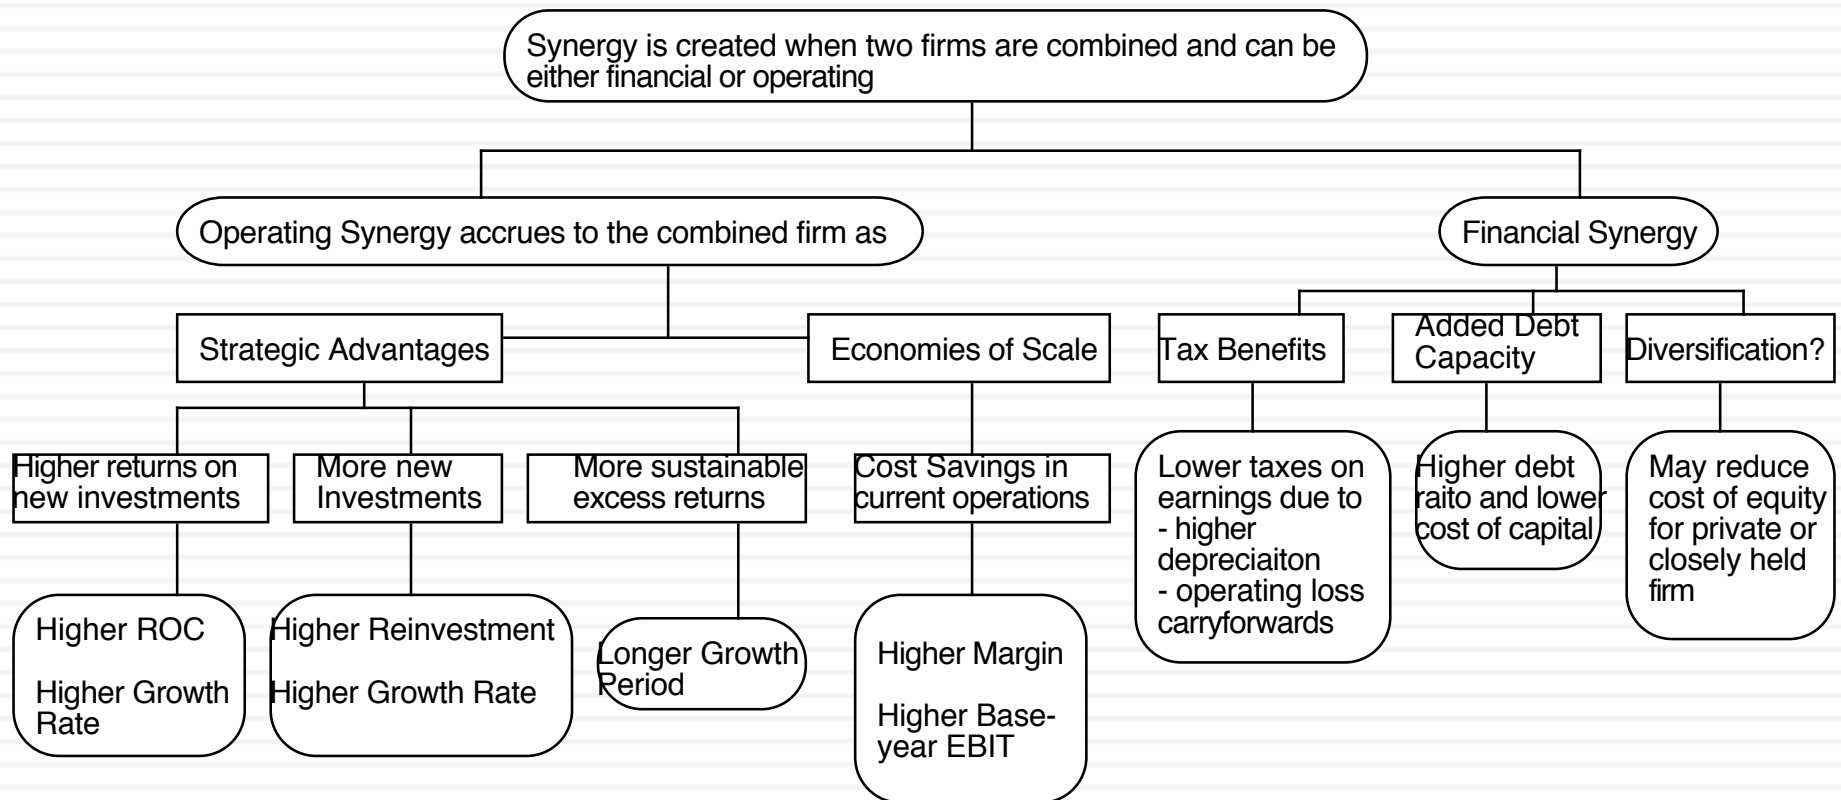 Synergy is created when two firms are combined and can be
either financial or operating
Operating Synergy accrues to the combined firm as
Financial Synergy
Strategic Advantages
Economies of Scale
Tax Benefits
Added Debt
Capacity
Diversification?
Higher returns on
new investments
More new
Investments
More sustainable
excess returns
Cost Savings in
current operations
Lower taxes on
earnings due to
- higher
depreciaiton
- operating loss
carryforwards
Higher debt
raito and lower
cost of capital
May reduce
cost of equity
for private or
closely held
firm
Higher ROC
Higher Growth
Rate
Higher Reinvestment
Higher Growth Rate
Longer Growth
Period
Higher Margin
Higher Base-
year EBIT